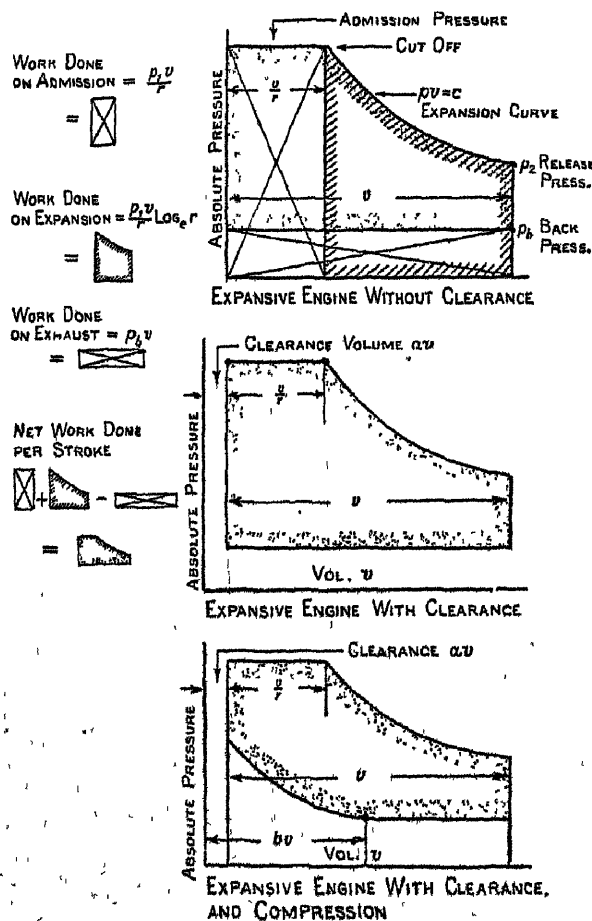 Admission Pressure
Cut Off
Work Done
on Admission = p₁v/r
=
v/r
pv=c
Expansion Curve
Absolute Pressure
p₂ Release
Press.
v
Work Done
on Expansion = p₁v/r Logₑ r
=
p_b Back
Press.
Expansive Engine Without Clearance
Work Done
on Exhaust = p_b v
=
Clearance Volume av
v/r
Absolute Pressure
Net Work Done
per Stroke
+ −
=
v
Vol. v
Expansive Engine With Clearance
Clearance av
v/r
Absolute Pressure
v
bv
Vol. v
Expansive Engine With Clearance,
and Compression